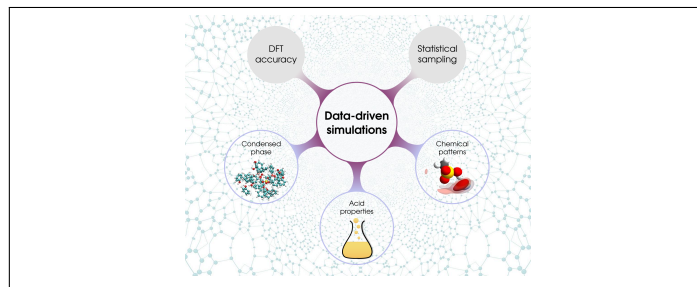 DFT
accuracy
Statistical
sampling
Data-driven
simulations
Condensed
phase
Chemical
patterns
Acid
properties